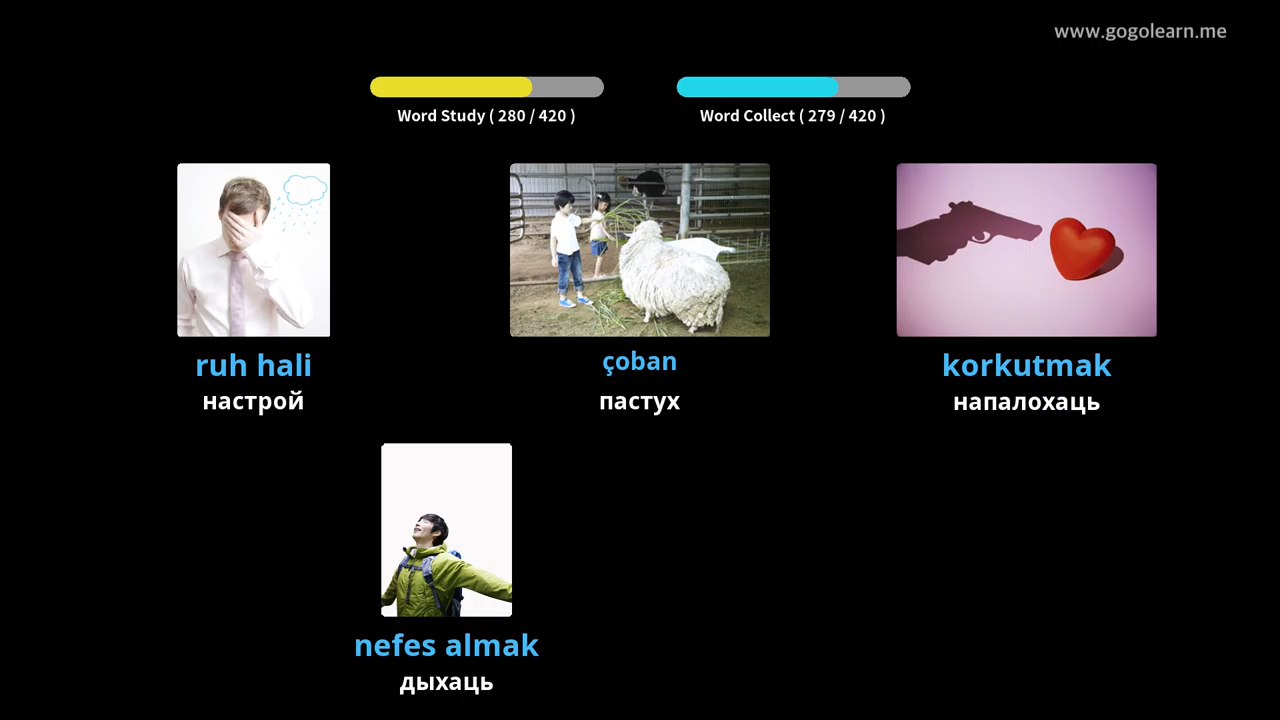 www.gogolearn.me
Word Study ( 280 / 420 )
Word Collect ( 279 / 420 )
ruh hali
настрой
çoban
пастух
korkutmak
напалохаць
nefes almak
дыхаць